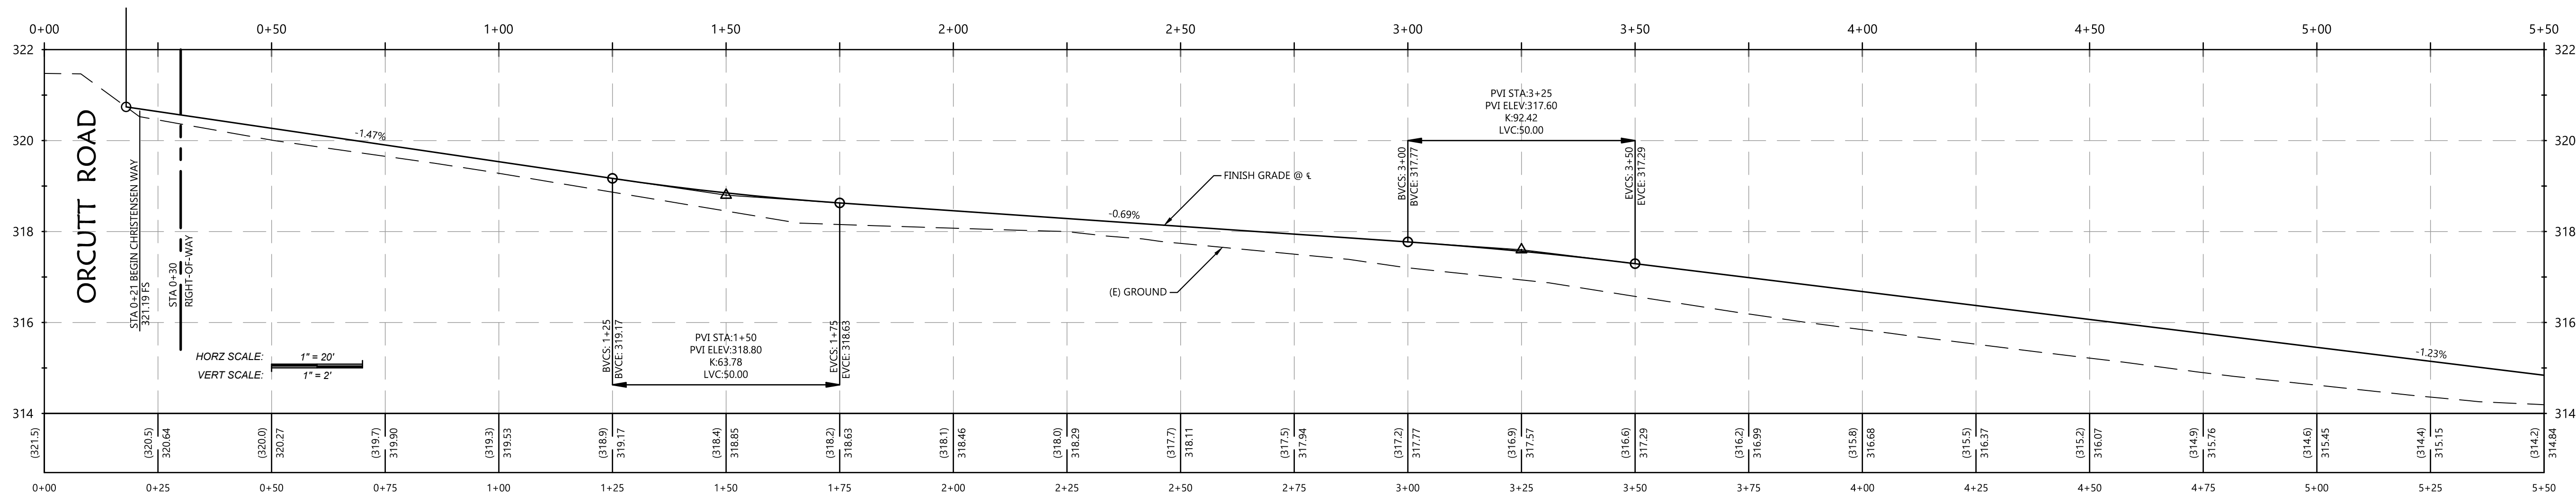 0+00 0+50 1+00 1+50 2+00 2+50 3+00 3+50 4+00 4+50 5+00 5+50
322 322
320 320
318 318
316 316
314 314
ORCUTT ROAD
STA 0+21 BEGIN CHRISTENSEN WAY
321.19 FS
STA 0+30
RIGHT-OF-WAY
-1.47%
HORZ SCALE: 1" = 20'
VERT SCALE: 1" = 2'
BVCS: 1+25
BVCE: 319.17
PVI STA:1+50
PVI ELEV:318.80
K:63.78
LVC:50.00
EVCS: 1+75
EVCE: 318.63
-0.69%
FINISH GRADE @ ℄
(E) GROUND
PVI STA:3+25
PVI ELEV:317.60
K:92.42
LVC:50.00
BVCS: 3+00
BVCE: 317.77
EVCS: 3+50
EVCE: 317.29
-1.23%
(321.5)
(320.5)
320.64
(320.0)
320.27
(319.7)
319.90
(319.3)
319.53
(318.9)
319.17
(318.4)
318.85
(318.2)
318.63
(318.1)
318.46
(318.0)
318.29
(317.7)
318.11
(317.5)
317.94
(317.2)
317.77
(316.9)
317.57
(316.6)
317.29
(316.2)
316.99
(315.8)
316.68
(315.5)
316.37
(315.2)
316.07
(314.9)
315.76
(314.6)
315.45
(314.4)
315.15
(314.2)
314.84
0+00 0+25 0+50 0+75 1+00 1+25 1+50 1+75 2+00 2+25 2+50 2+75 3+00 3+25 3+50 3+75 4+00 4+25 4+50 4+75 5+00 5+25 5+50